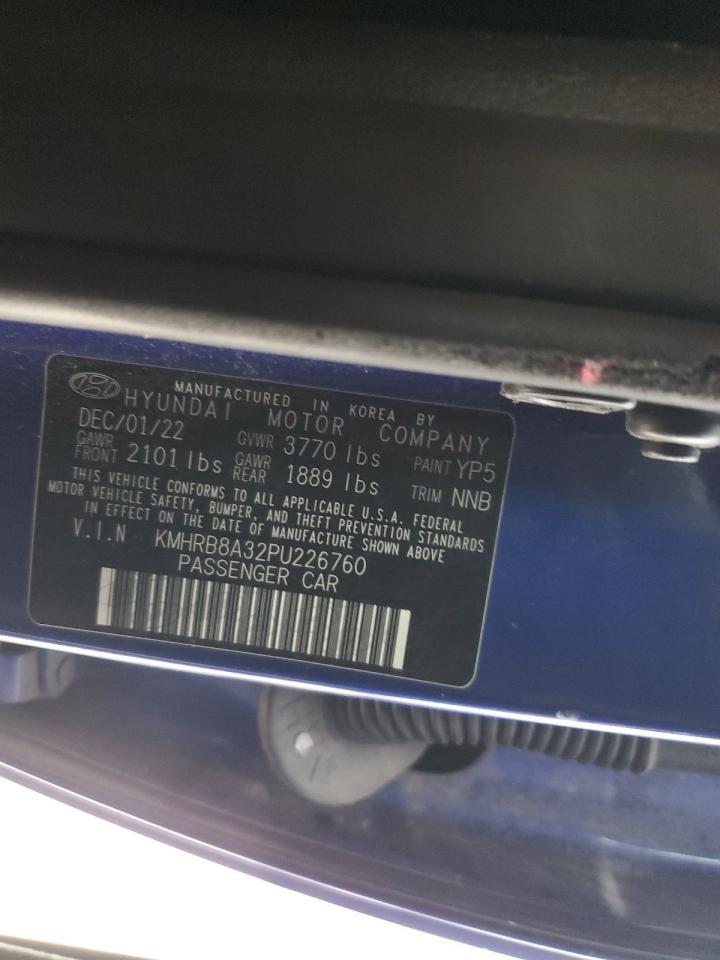 MANUFACTURED IN KOREA BY
HYUNDAI MOTOR COMPANY
DEC/01/22 GVWR 3770 lbs PAINT YP5
GAWR FRONT 2101 lbs GAWR REAR 1889 lbs TRIM NNB
THIS VEHICLE CONFORMS TO ALL APPLICABLE U.S.A. FEDERAL
MOTOR VEHICLE SAFETY, BUMPER, AND THEFT PREVENTION STANDARDS
IN EFFECT ON THE DATE OF MANUFACTURE SHOWN ABOVE
V.I.N KMHRB8A32PU226760
PASSENGER CAR